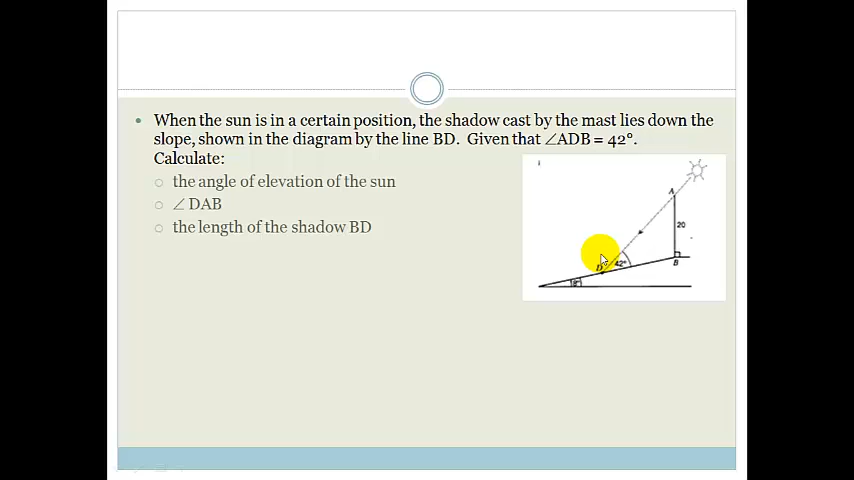 When the sun is in a certain position, the shadow cast by the mast lies down the
slope, shown in the diagram by the line BD. Given that ∠ADB = 42°.
Calculate:
the angle of elevation of the sun
∠ DAB
the length of the shadow BD
A
20
D
42°
B